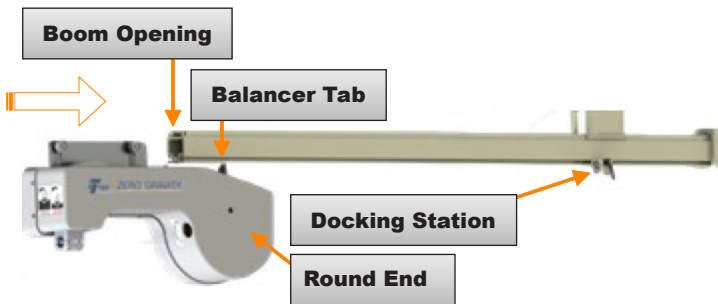 Boom Opening
Balancer Tab
ZERO GRAVITY
Docking Station
Round End